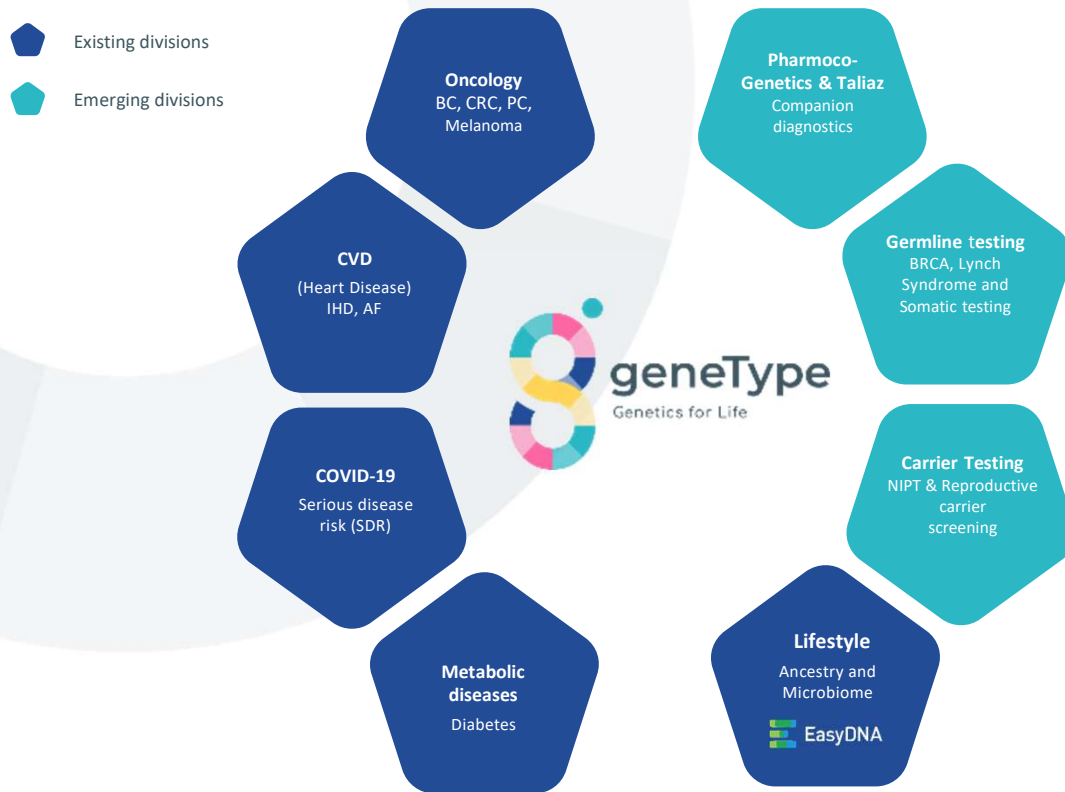 Existing divisions
Emerging divisions
Oncology
BC, CRC, PC,
Melanoma
CVD
(Heart Disease)
IHD, AF
COVID-19
Serious disease
risk (SDR)
Metabolic
diseases
Diabetes
geneType
Genetics for Life
Pharmoco-
Genetics & Taliaz
Companion
diagnostics
Germline testing
BRCA, Lynch
Syndrome and
Somatic testing
Carrier Testing
NIPT & Reproductive
carrier
screening
Lifestyle
Ancestry and
Microbiome
EasyDNA